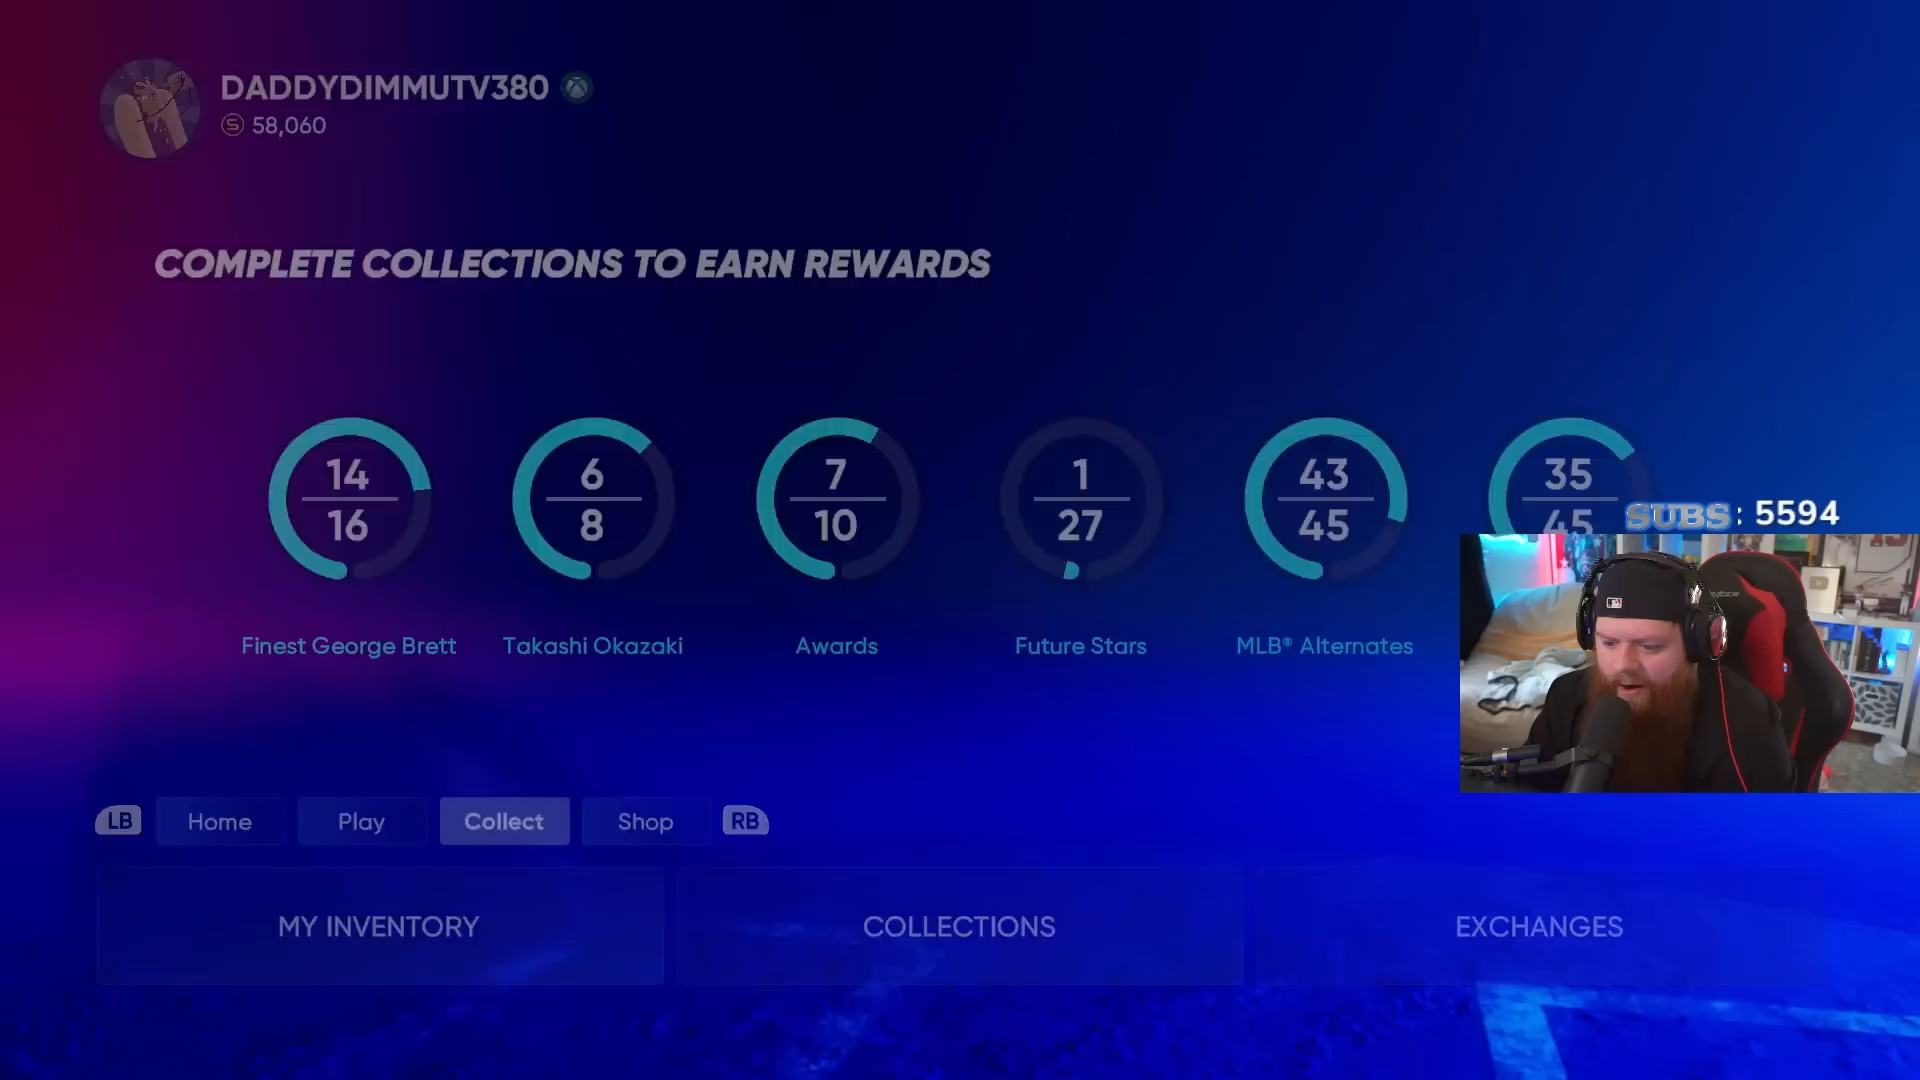 DADDYDIMMUTV380
58,060
COMPLETE COLLECTIONS TO EARN REWARDS
14
16
6
8
7
10
1
27
43
45
35
45
SUBS: 5594
Finest George Brett
Takashi Okazaki
Awards
Future Stars
MLB® Alternates
LB
Home
Play
Collect
Shop
RB
MY INVENTORY
COLLECTIONS
EXCHANGES